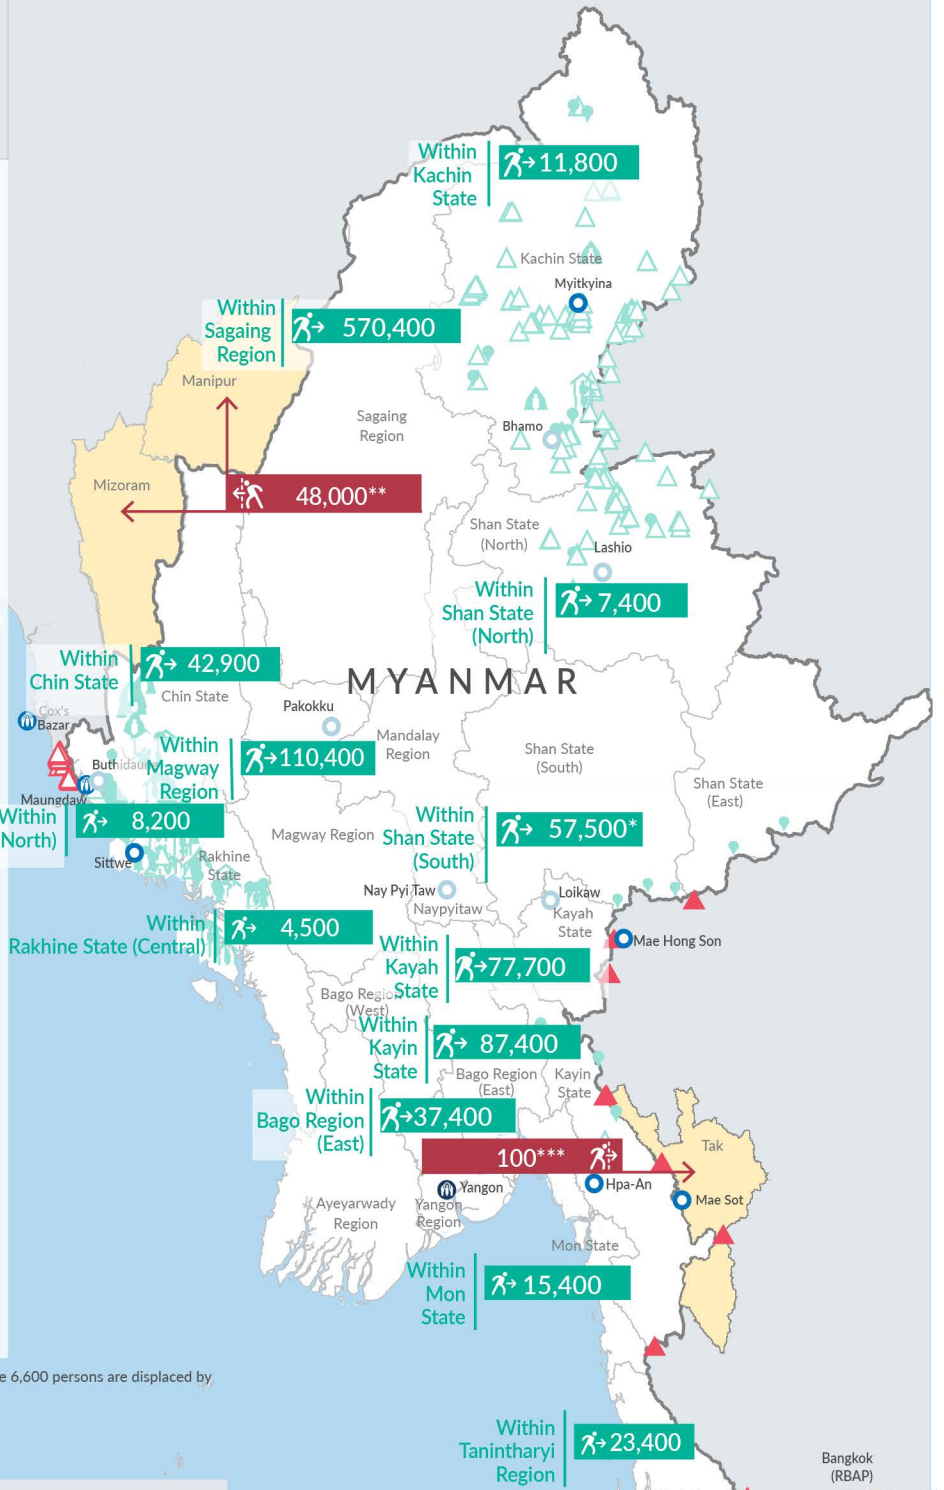 Within
Kachin
State
11,800
Kachin State
Myitkyina
Within
Sagaing
Region
570,400
Manipur
Sagaing
Region
Bhamo
Mizoram
48,000**
Shan State
(North)
Lashio
Within
Shan State
(North)
7,400
Within
Chin State
42,900
MYANMAR
Chin State
Pakokku
Cox's
Bazar
Mandalay
Region
Shan State
(South)
Within
Magway
Region
110,400
Buthidaung
Maungdaw
Shan State
(East)
Within
North)
8,200
Within
Shan State
(South)
57,500*
Magway Region
Sittwe
Rakhine
State
Nay Pyi Taw
Naypyitaw
Loikaw
Kayah
State
Within
Rakhine State (Central)
4,500
Mae Hong Son
Within
Kayah
State
77,700
Bago Region
(West)
Within
Kayin
State
87,400
Bago Region
(East)
Kayin
State
Within
Bago Region
(East)
37,400
100***
Tak
Hpa-An
Yangon
Mae Sot
Ayeyarwady
Region
Yangon
Region
Mon State
Within
Mon
State
15,400
e 6,600 persons are displaced by
Within
Tanintharyi
Region
23,400
Bangkok
(RBAP)